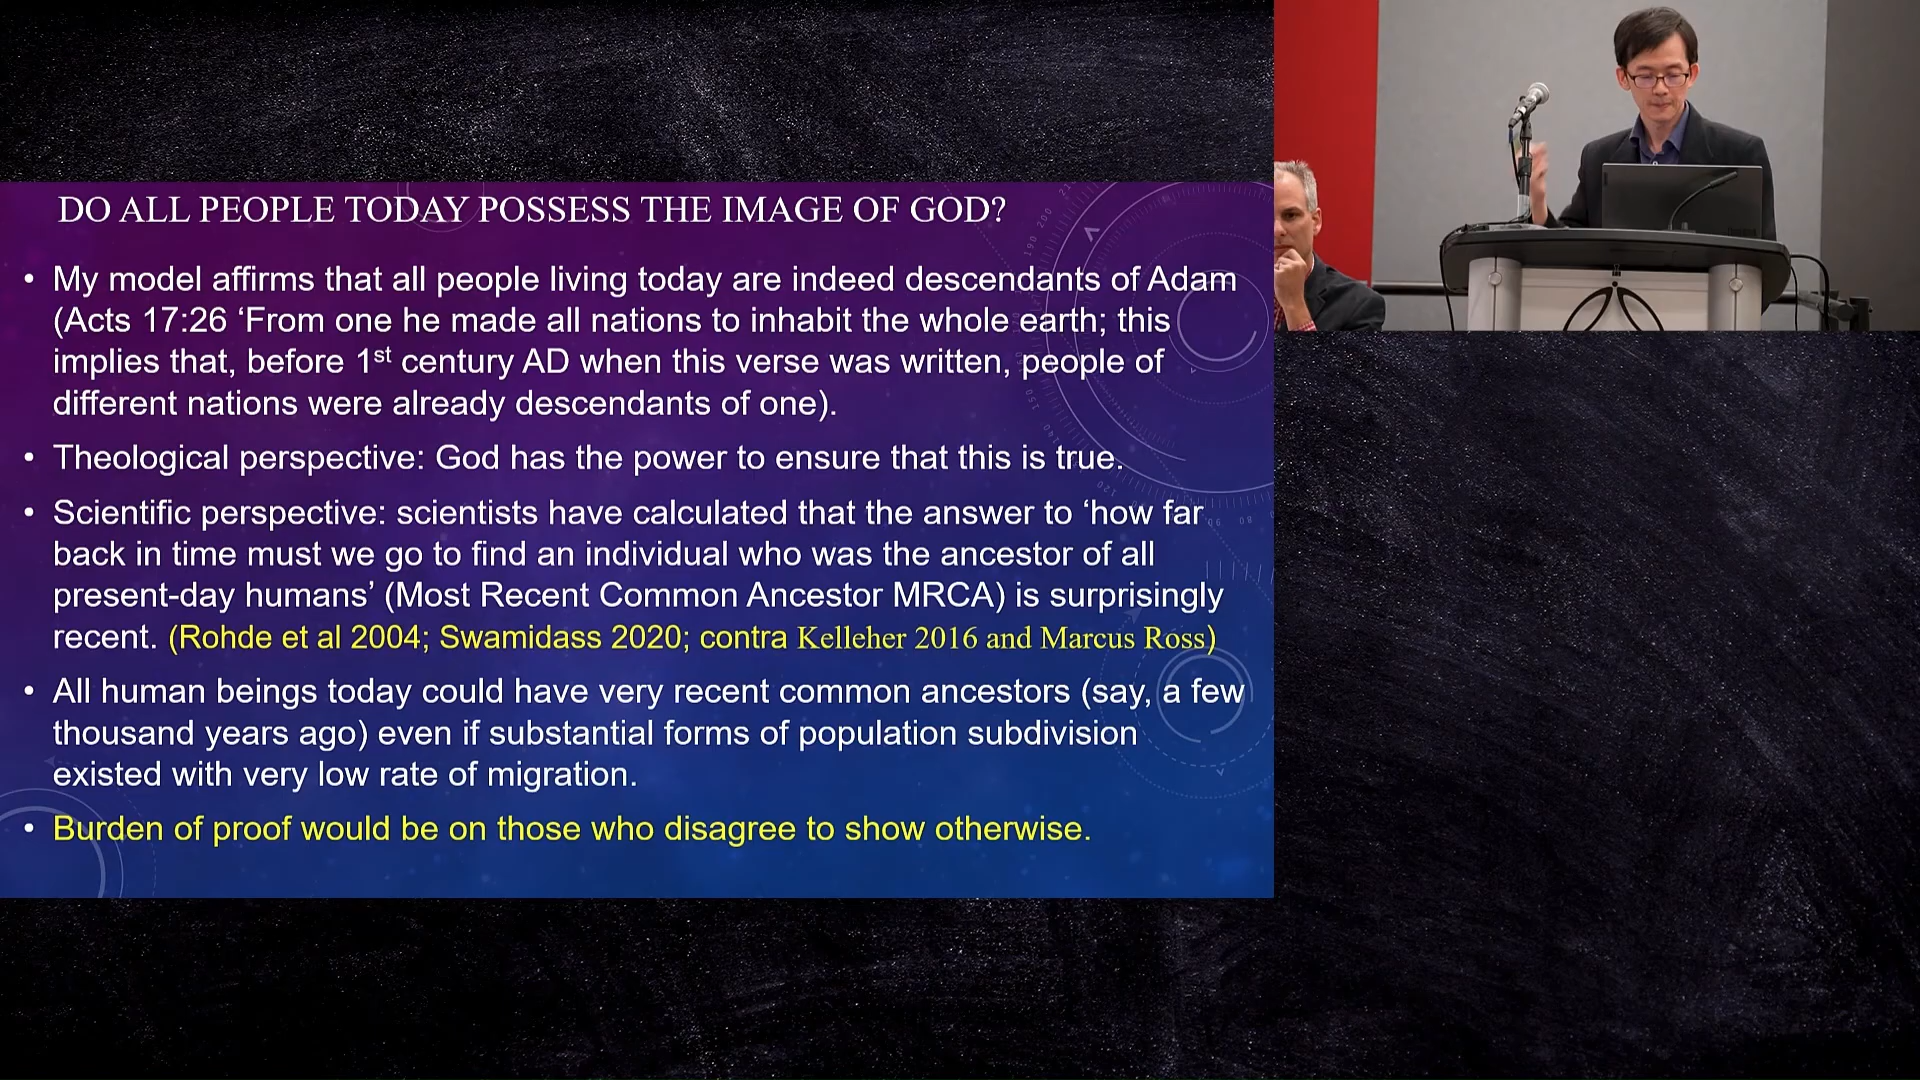 DO ALL PEOPLE TODAY POSSESS THE IMAGE OF GOD?
• My model affirms that all people living today are indeed descendants of Adam
(Acts 17:26 ‘From one he made all nations to inhabit the whole earth; this
implies that, before 1st century AD when this verse was written, people of
different nations were already descendants of one).
• Theological perspective: God has the power to ensure that this is true.
• Scientific perspective: scientists have calculated that the answer to ‘how far
back in time must we go to find an individual who was the ancestor of all
present-day humans’ (Most Recent Common Ancestor MRCA) is surprisingly
recent. (Rohde et al 2004; Swamidass 2020; contra Kelleher 2016 and Marcus Ross)
• All human beings today could have very recent common ancestors (say, a few
thousand years ago) even if substantial forms of population subdivision
existed with very low rate of migration.
• Burden of proof would be on those who disagree to show otherwise.